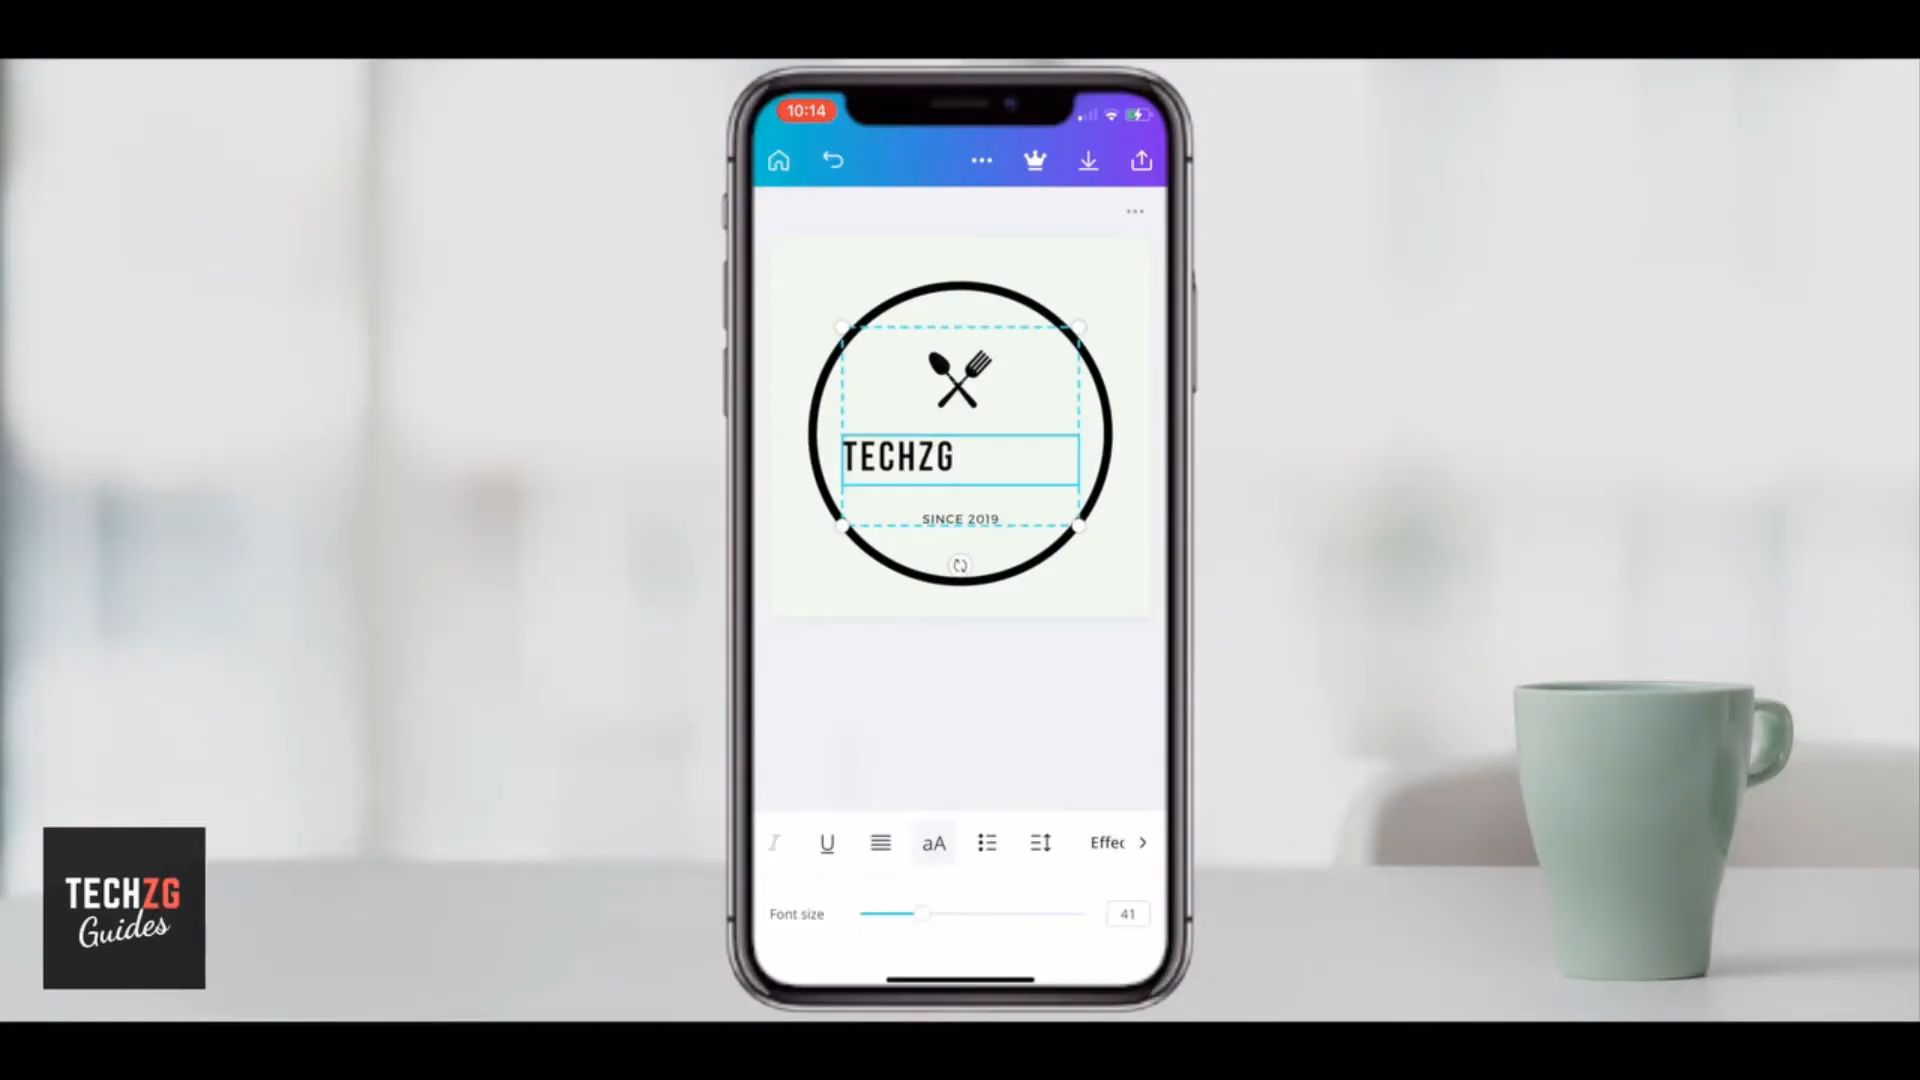 10:14
TECHZG
SINCE 2019
I
U
aA
Effec
Font size
41
TECHZG
Guides